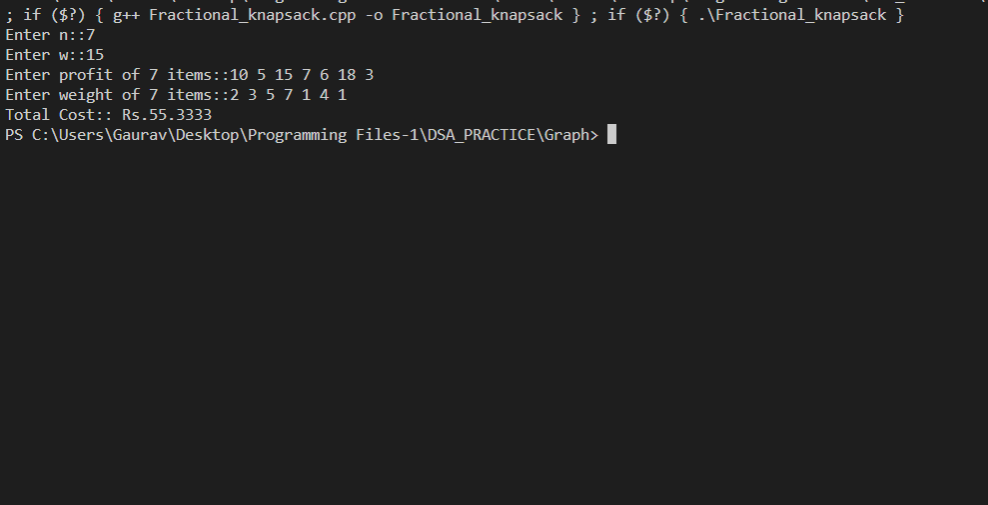 ; if ($?) { g++ Fractional_knapsack.cpp -o Fractional_knapsack } ; if ($?) { .\Fractional_knapsack }
Enter n::7
Enter w::15
Enter profit of 7 items::10 5 15 7 6 18 3
Enter weight of 7 items::2 3 5 7 1 4 1
Total Cost:: Rs.55.3333
PS C:\Users\Gaurav\Desktop\Programming Files-1\DSA_PRACTICE\Graph>